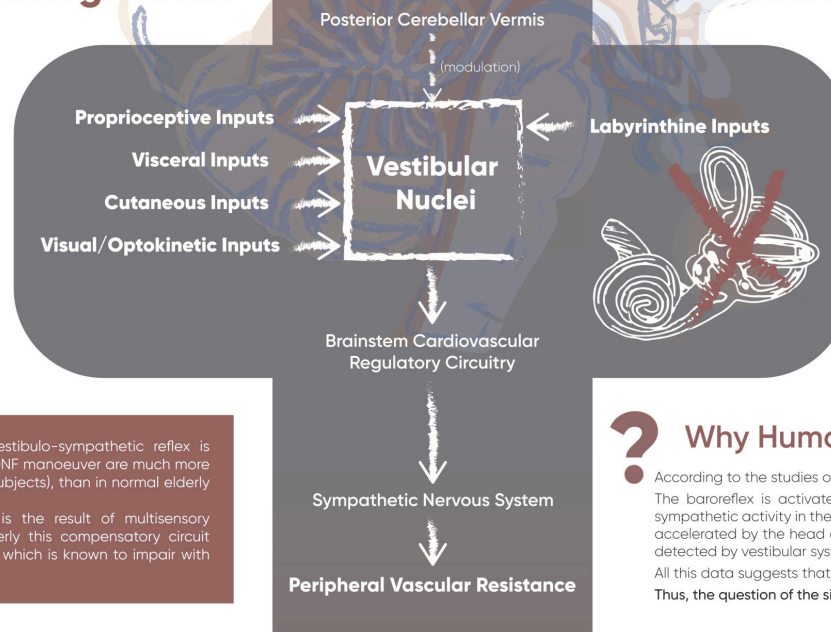 Posterior Cerebellar Vermis
(modulation)
Proprioceptive Inputs
Visceral Inputs
Cutaneous Inputs
Visual/Optokinetic Inputs
Vestibular
Nuclei
Labyrinthine Inputs
Brainstem Cardiovascular
Regulatory Circuitry
Sympathetic Nervous System
Peripheral Vascular Resistance
estibulo-sympathetic reflex is
NF manoeuver are much more
ubjects), than in normal elderly
is the result of multisensory
erly this compensatory circuit
which is known to impair with
? Why Huma
According to the studies o
The baroreflex is activate
sympathetic activity in the
accelerated by the head
detected by vestibular sys
All this data suggests that
Thus, the question of the si